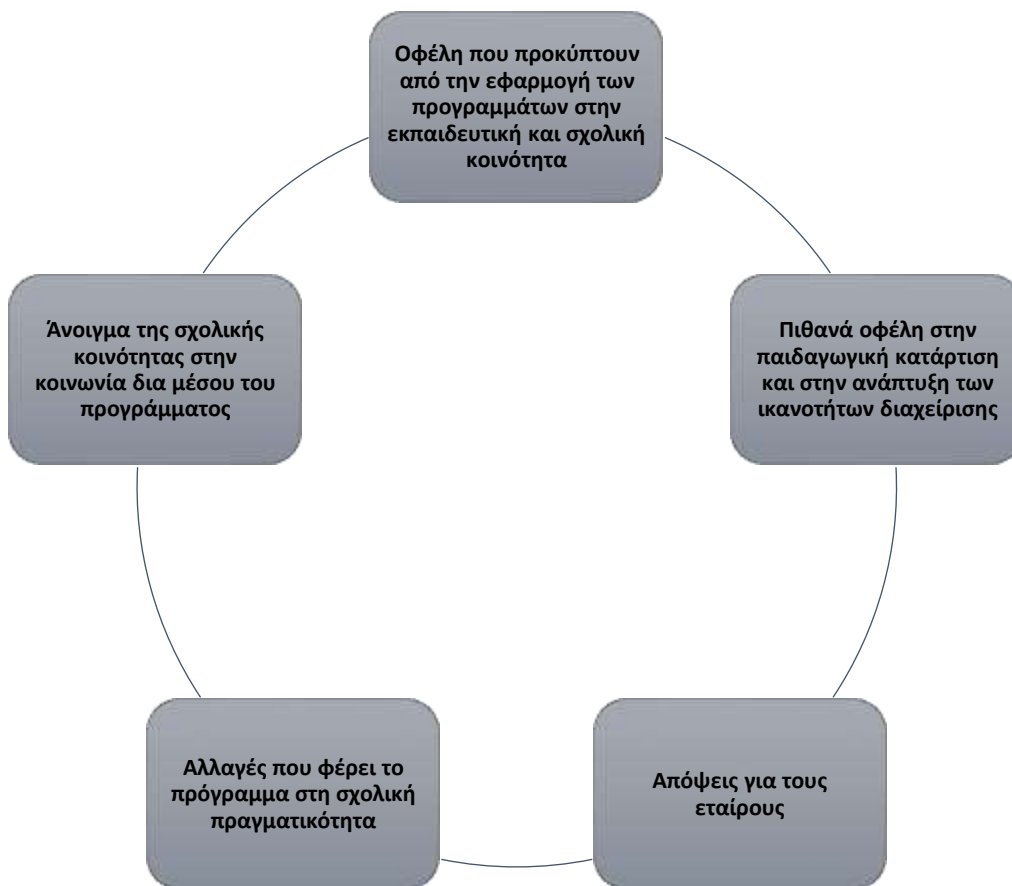 Οφέλη που προκύπτουν
από την εφαρμογή των
προγραμμάτων στην
εκπαιδευτική και σχολική
κοινότητα
Πιθανά οφέλη στην
παιδαγωγική κατάρτιση
και στην ανάπτυξη των
ικανοτήτων διαχείρισης
Απόψεις για τους
εταίρους
Αλλαγές που φέρει το
πρόγραμμα στη σχολική
πραγματικότητα
Άνοιγμα της σχολικής
κοινότητας στην
κοινωνία δια μέσου του
προγράμματος